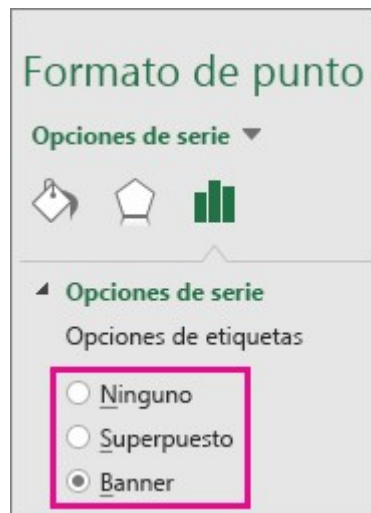 Formato de punto
Opciones de serie
Opciones de serie
Opciones de etiquetas
Ninguno
Superpuesto
Banner